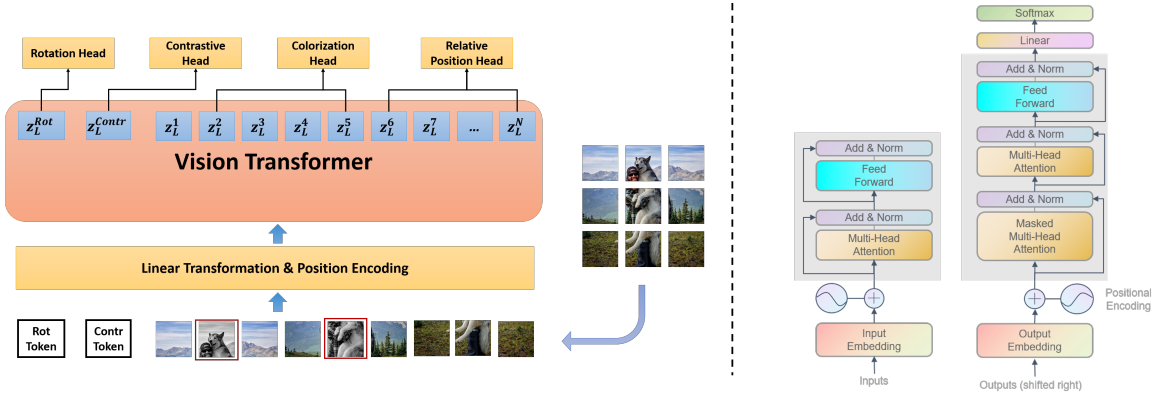 Rotation Head
Contrastive
Head
Colorization
Head
Relative
Position Head
z_L^Rot
z_L^Contr
z_L^1
z_L^2
z_L^3
z_L^4
z_L^5
z_L^6
z_L^7
...
z_L^N
Vision Transformer
Linear Transformation & Position Encoding
Rot
Token
Contr
Token
Softmax
Linear
Add & Norm
Feed
Forward
Add & Norm
Multi-Head
Attention
Add & Norm
Masked
Multi-Head
Attention
Add & Norm
Feed
Forward
Add & Norm
Multi-Head
Attention
Positional
Encoding
Input
Embedding
Output
Embedding
Inputs
Outputs (shifted right)